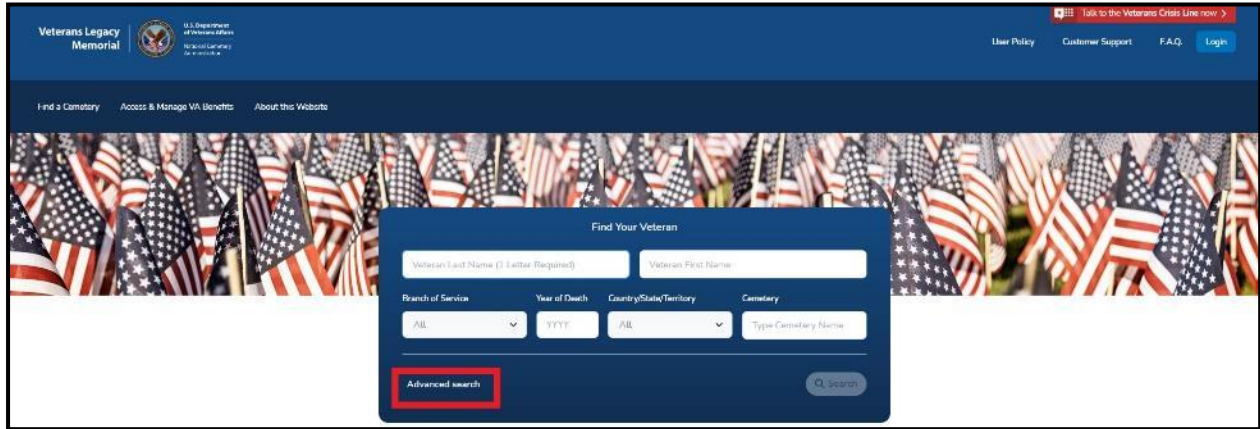 Talk to the Veterans Crisis Line now >
Veterans Legacy
Memorial
U.S. Department
of Veterans Affairs
National Cemetery
Administration
User Policy
Customer Support
F.A.Q.
Login
Find a Cemetery
Access & Manage VA Benefits
About this Website
Find Your Veteran
Veteran Last Name (1 Letter Required)
Veteran First Name
Branch of Service
Year of Death
Country/State/Territory
Cemetery
All
YYYY
All
Type Cemetery Name
Advanced search
Search